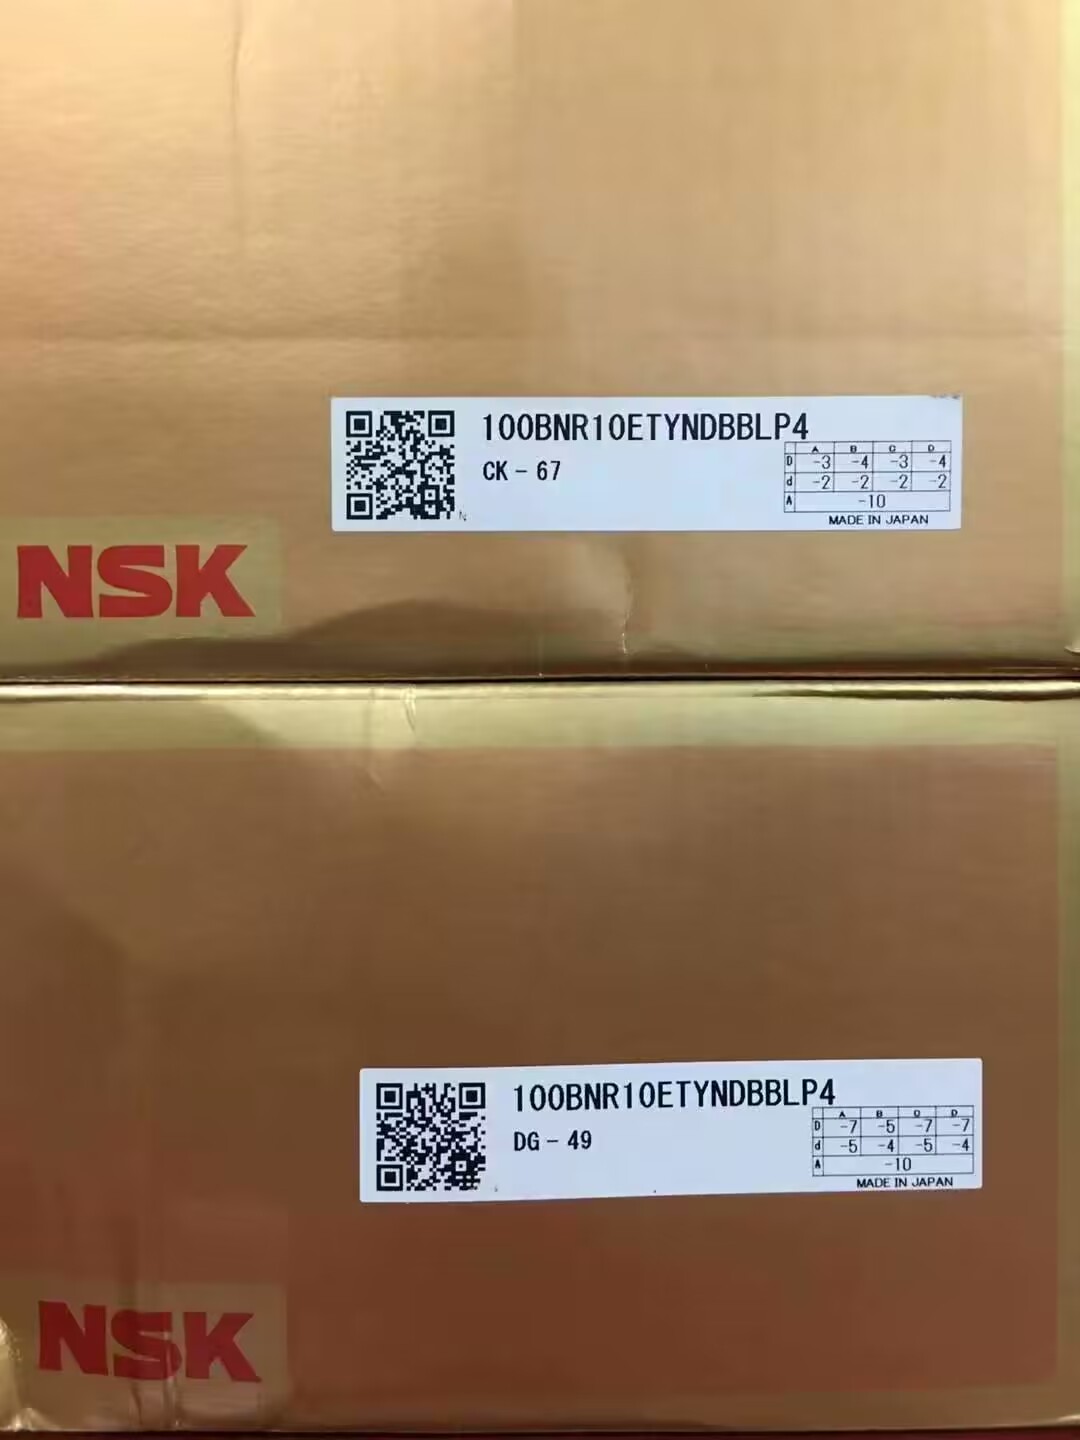 100BNR10ETYNDBBLP4
CK - 67
A B C D
D -3 -4 -3 -4
d -2 -2 -2 -2
A -10
MADE IN JAPAN
N
NSK
100BNR10ETYNDBBLP4
DG - 49
A B C D
D -7 -5 -7 -7
d -5 -4 -5 -4
A -10
MADE IN JAPAN
NSK